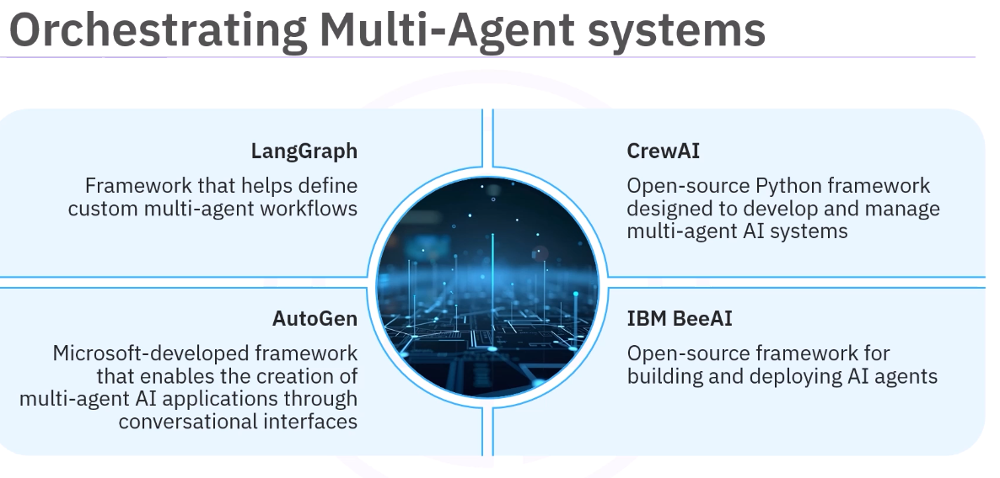 Orchestrating Multi-Agent systems
LangGraph
Framework that helps define
custom multi-agent workflows
CrewAI
Open-source Python framework
designed to develop and manage
multi-agent AI systems
AutoGen
Microsoft-developed framework
that enables the creation of
multi-agent AI applications through
conversational interfaces
IBM BeeAI
Open-source framework for
building and deploying AI agents